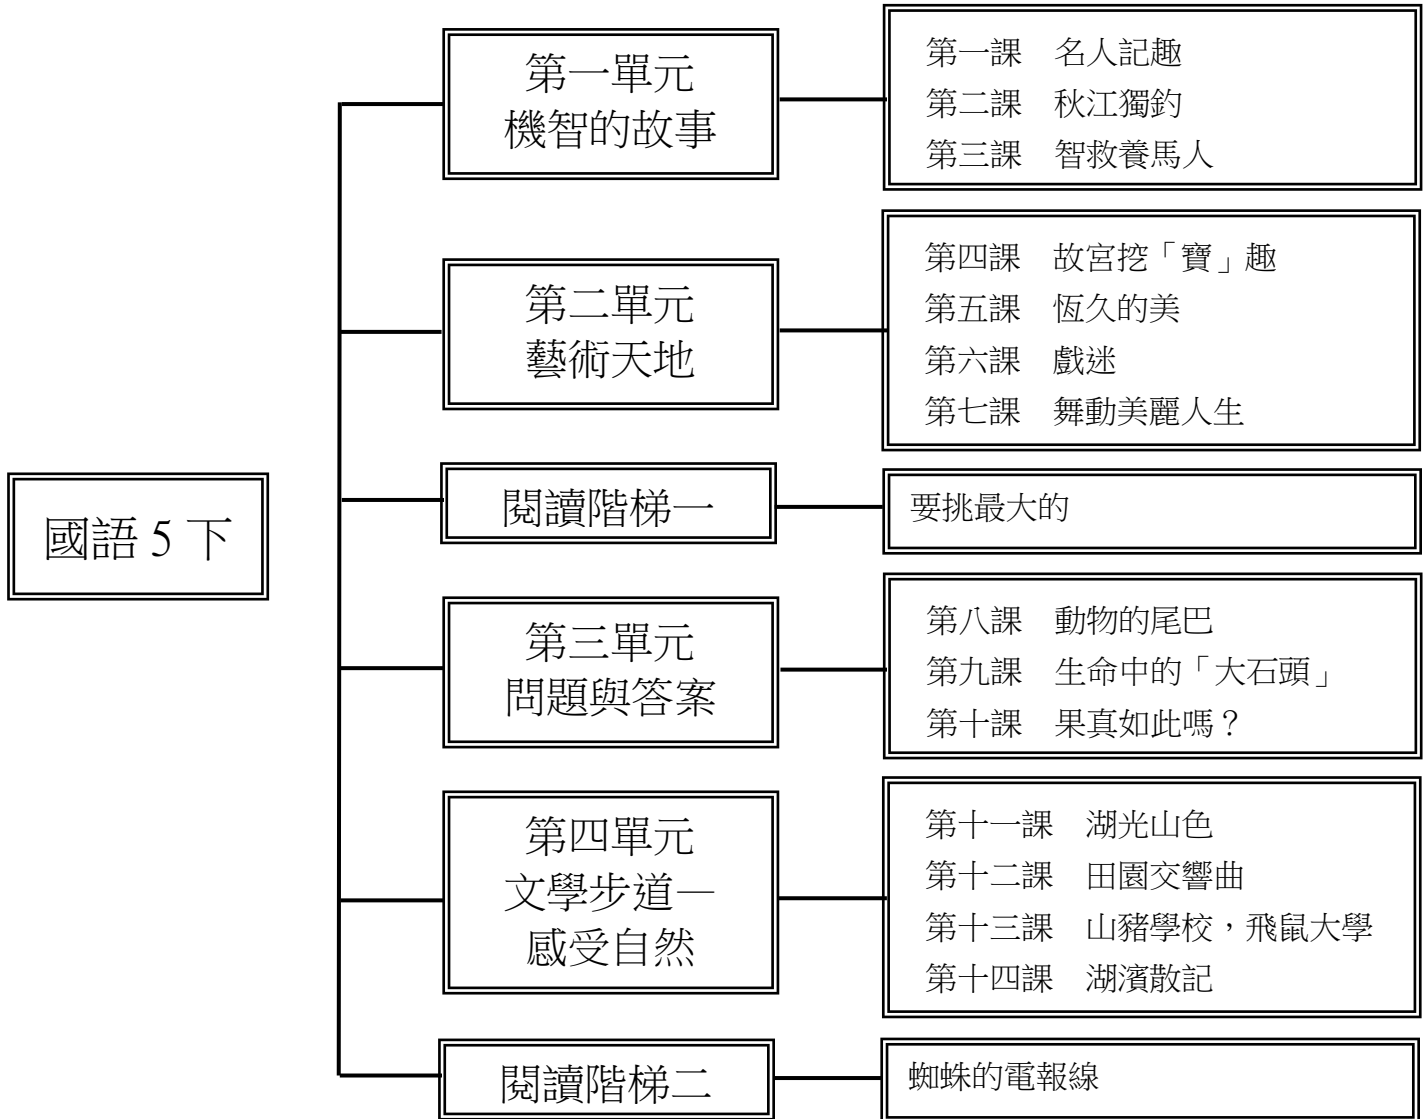 國語 5 下
第一單元
機智的故事
第一課　名人記趣
第二課　秋江獨釣
第三課　智救養馬人
第二單元
藝術天地
第四課　故宮挖「寶」趣
第五課　恆久的美
第六課　戲迷
第七課　舞動美麗人生
閱讀階梯一
要挑最大的
第三單元
問題與答案
第八課　動物的尾巴
第九課　生命中的「大石頭」
第十課　果真如此嗎？
第四單元
文學步道—
感受自然
第十一課　湖光山色
第十二課　田園交響曲
第十三課　山豬學校，飛鼠大學
第十四課　湖濱散記
閱讀階梯二
蜘蛛的電報線